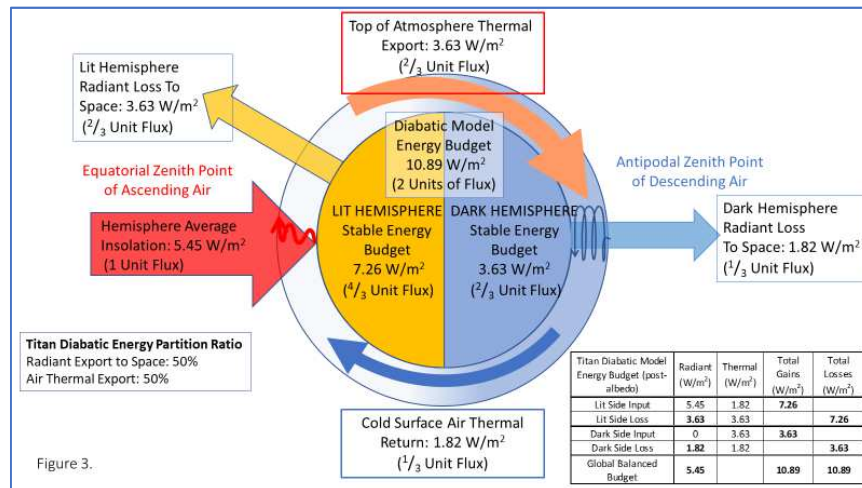 Top of Atmosphere Thermal
Export: 3.63 W/m²
(²/₃ Unit Flux)
Lit Hemisphere
Radiant Loss To
Space: 3.63 W/m²
(²/₃ Unit Flux)
Diabatic Model
Energy Budget
10.89 W/m²
(2 Units of Flux)
Equatorial Zenith Point
of Ascending Air
Antipodal Zenith Point
of Descending Air
Hemisphere Average
Insolation: 5.45 W/m²
(1 Unit Flux)
LIT HEMISPHERE
Stable Energy
Budget
7.26 W/m²
(⁴/₃ Unit Flux)
DARK HEMISPHERE
Stable Energy
Budget
3.63 W/m²
(²/₃ Unit Flux)
Dark Hemisphere
Radiant Loss
To Space: 1.82 W/m²
(¹/₃ Unit Flux)
Titan Diabatic Energy Partition Ratio
Radiant Export to Space: 50%
Air Thermal Export: 50%
Cold Surface Air Thermal
Return: 1.82 W/m²
(¹/₃ Unit Flux)
Figure 3.
Titan Diabatic Model Energy Budget (post-albedo) Radiant (W/m²) Thermal (W/m²) Total Gains (W/m²) Total Losses (W/m²)
Lit Side Input 5.45 1.82 7.26
Lit Side Loss 3.63 3.63 7.26
Dark Side Input 0 3.63 3.63
Dark Side Loss 1.82 1.82 3.63
Global Balanced Budget 5.45 10.89 10.89